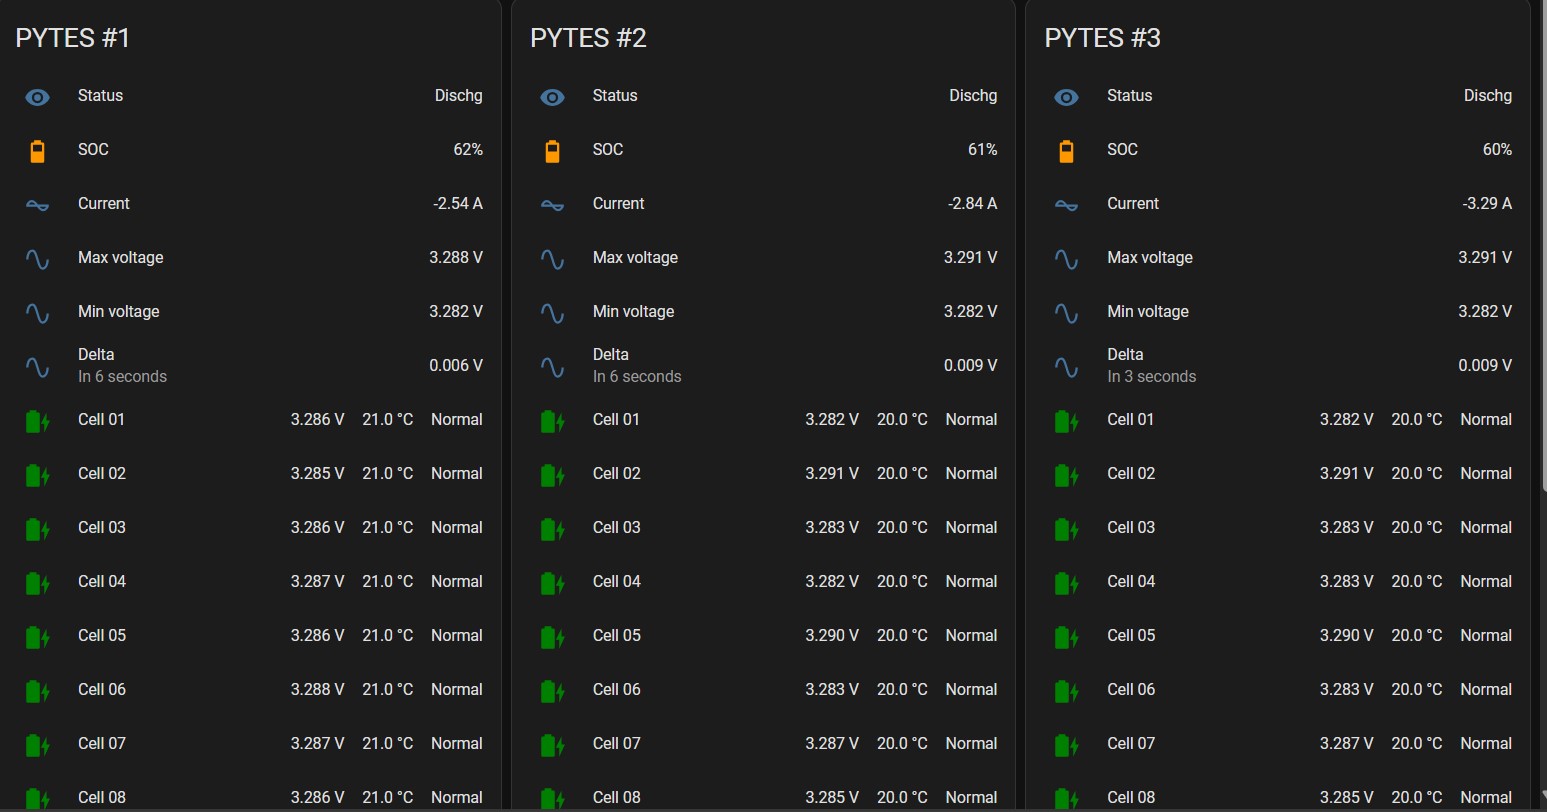 PYTES #1
Status Dischg
SOC 62%
Current -2.54 A
Max voltage 3.288 V
Min voltage 3.282 V
Delta 0.006 V
In 6 seconds
Cell 01 3.286 V 21.0 °C Normal
Cell 02 3.285 V 21.0 °C Normal
Cell 03 3.286 V 21.0 °C Normal
Cell 04 3.287 V 21.0 °C Normal
Cell 05 3.286 V 21.0 °C Normal
Cell 06 3.288 V 21.0 °C Normal
Cell 07 3.287 V 21.0 °C Normal
Cell 08 3.286 V 21.0 °C Normal
PYTES #2
Status Dischg
SOC 61%
Current -2.84 A
Max voltage 3.291 V
Min voltage 3.282 V
Delta 0.009 V
In 6 seconds
Cell 01 3.282 V 20.0 °C Normal
Cell 02 3.291 V 20.0 °C Normal
Cell 03 3.283 V 20.0 °C Normal
Cell 04 3.282 V 20.0 °C Normal
Cell 05 3.290 V 20.0 °C Normal
Cell 06 3.283 V 20.0 °C Normal
Cell 07 3.287 V 20.0 °C Normal
Cell 08 3.285 V 20.0 °C Normal
PYTES #3
Status Dischg
SOC 60%
Current -3.29 A
Max voltage 3.291 V
Min voltage 3.282 V
Delta 0.009 V
In 3 seconds
Cell 01 3.282 V 20.0 °C Normal
Cell 02 3.291 V 20.0 °C Normal
Cell 03 3.283 V 20.0 °C Normal
Cell 04 3.283 V 20.0 °C Normal
Cell 05 3.290 V 20.0 °C Normal
Cell 06 3.283 V 20.0 °C Normal
Cell 07 3.287 V 20.0 °C Normal
Cell 08 3.285 V 20.0 °C Normal